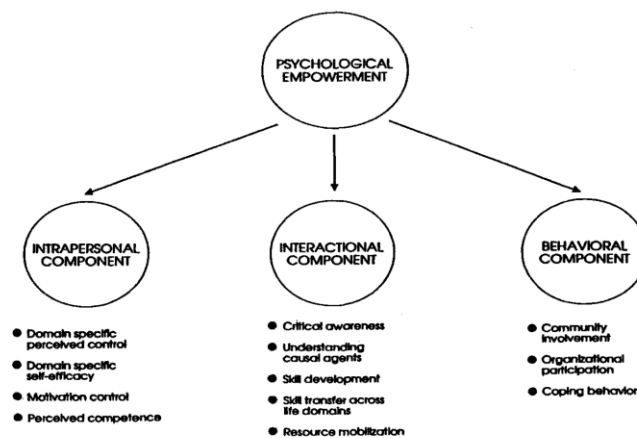 PSYCHOLOGICAL
EMPOWERMENT
INTRAPERSONAL
COMPONENT
INTERACTIONAL
COMPONENT
BEHAVIORAL
COMPONENT
● Domain specific
perceived control
● Domain specific
self-efficacy
● Motivation control
● Perceived competence
● Critical awareness
● Understanding
causal agents
● Skill development
● Skill transfer across
life domains
● Resource mobilization
● Community
involvement
● Organizational
participation
● Coping behavior